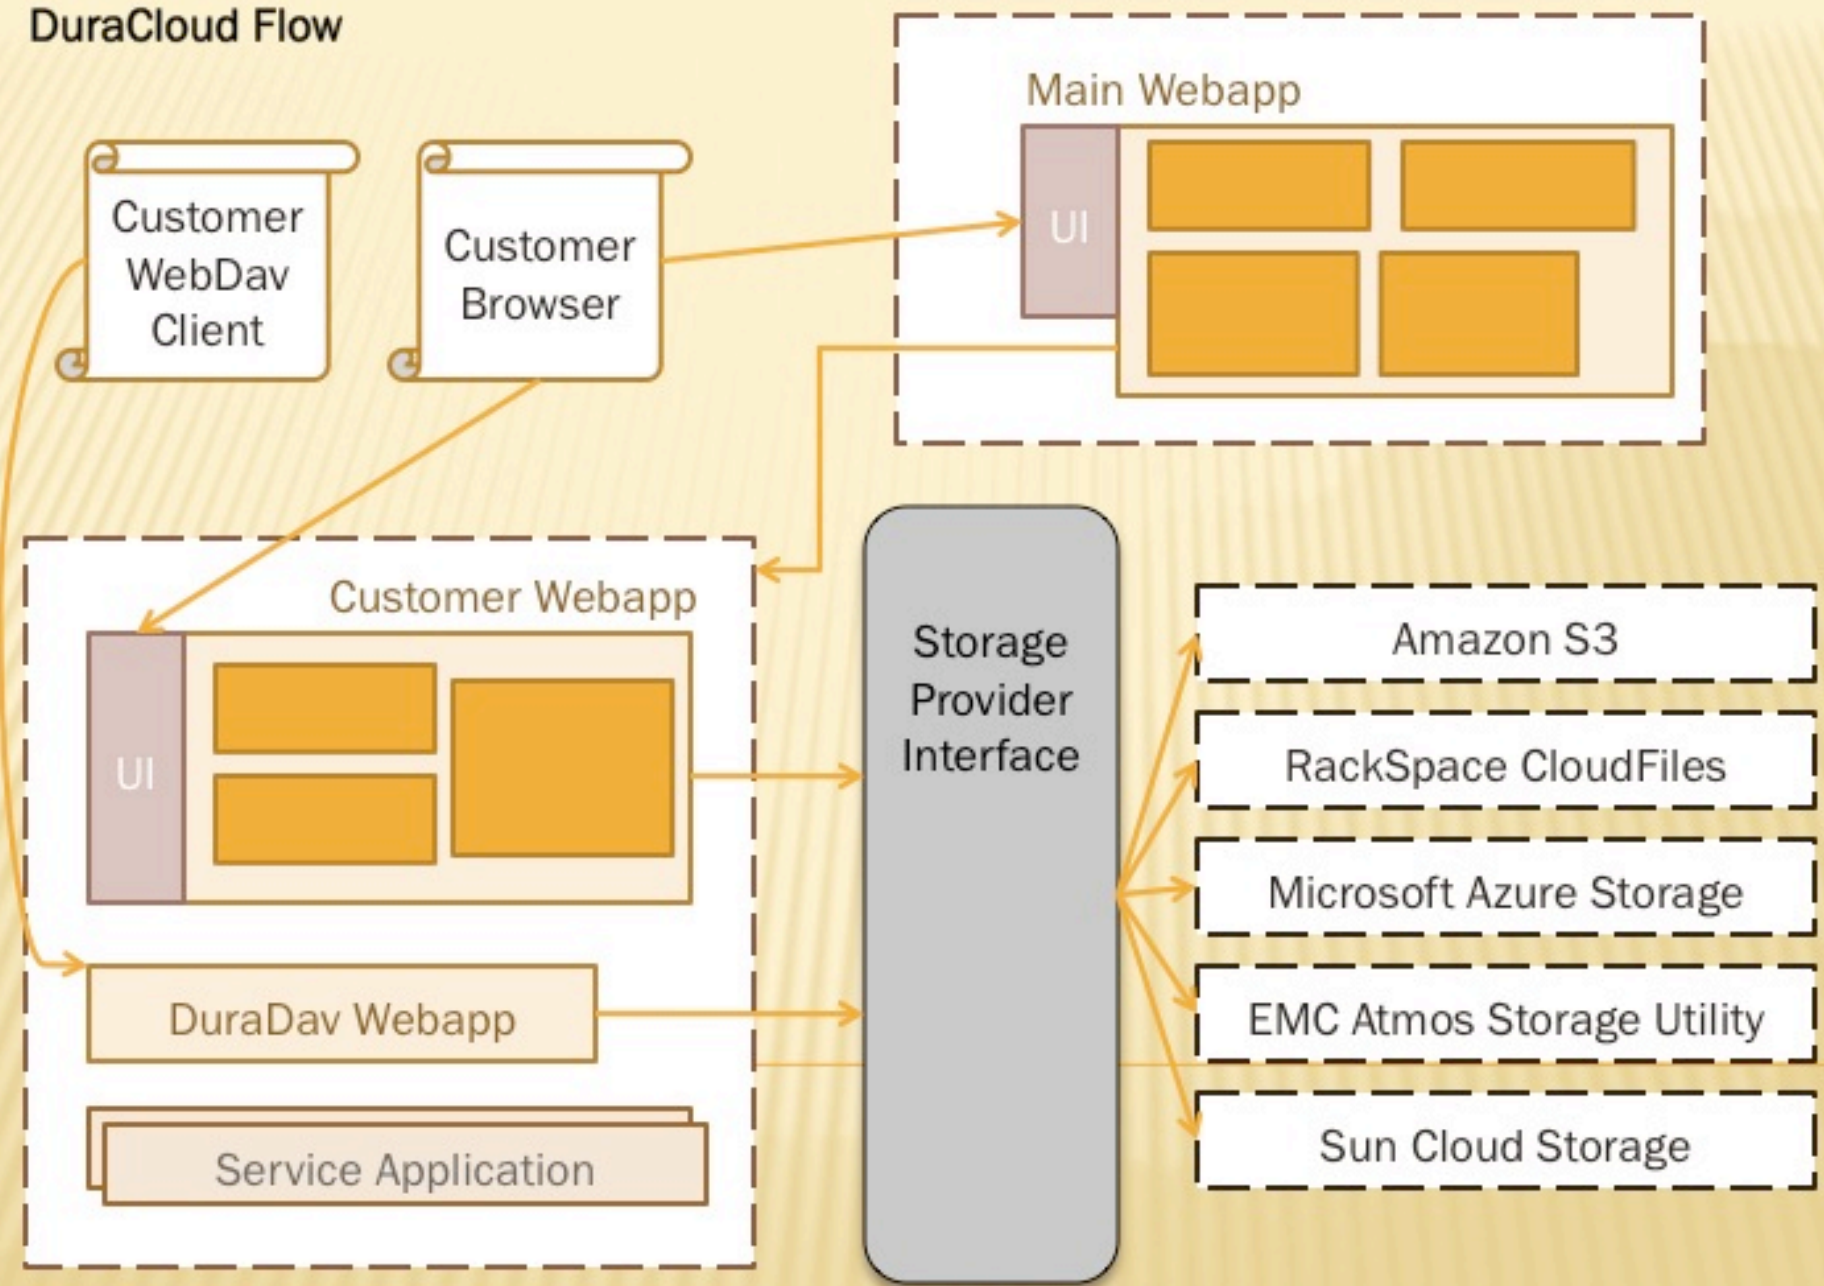 DuraCloud Flow
Main Webapp
UI
Customer
WebDav
Client
Customer
Browser
Customer Webapp
UI
DuraDav Webapp
Service Application
Storage
Provider
Interface
Amazon S3
RackSpace CloudFiles
Microsoft Azure Storage
EMC Atmos Storage Utility
Sun Cloud Storage